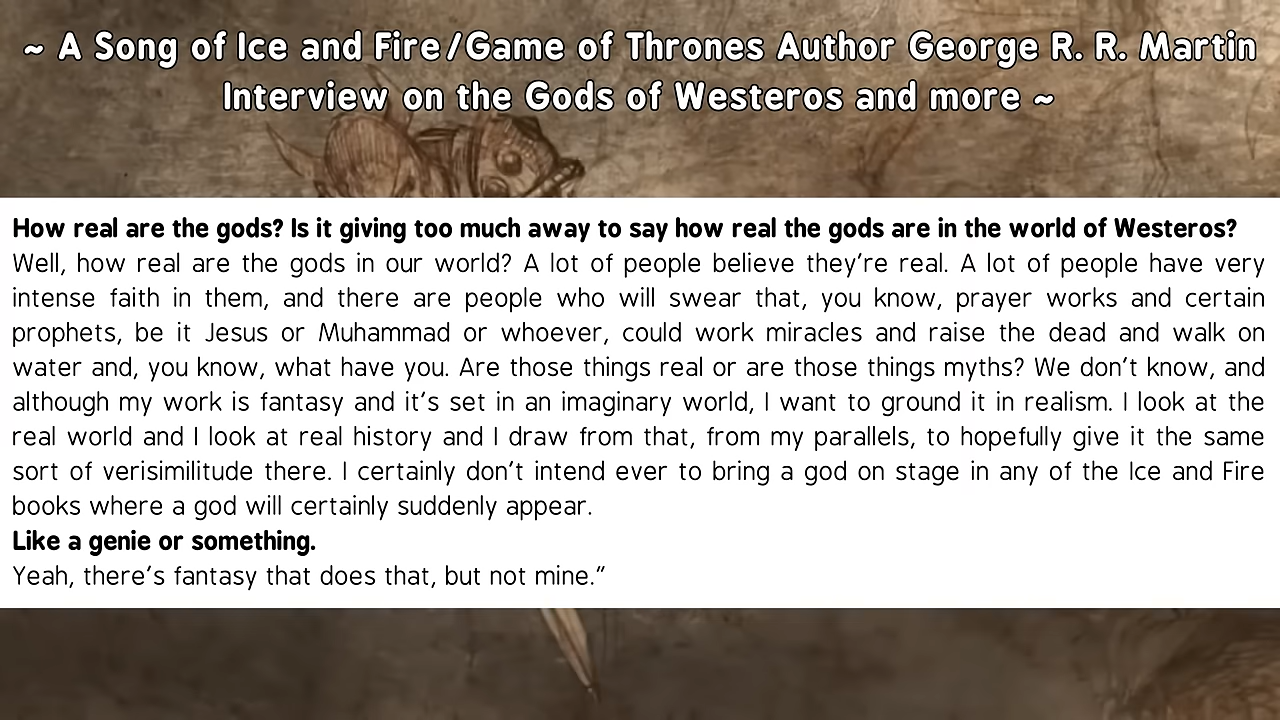 ~ A Song of Ice and Fire/Game of Thrones Author George R. R. Martin
Interview on the Gods of Westeros and more ~
How real are the gods? Is it giving too much away to say how real the gods are in the world of Westeros?
Well, how real are the gods in our world? A lot of people believe they’re real. A lot of people have very
intense faith in them, and there are people who will swear that, you know, prayer works and certain
prophets, be it Jesus or Muhammad or whoever, could work miracles and raise the dead and walk on
water and, you know, what have you. Are those things real or are those things myths? We don’t know, and
although my work is fantasy and it’s set in an imaginary world, I want to ground it in realism. I look at the
real world and I look at real history and I draw from that, from my parallels, to hopefully give it the same
sort of verisimilitude there. I certainly don’t intend ever to bring a god on stage in any of the Ice and Fire
books where a god will certainly suddenly appear.
Like a genie or something.
Yeah, there’s fantasy that does that, but not mine.”